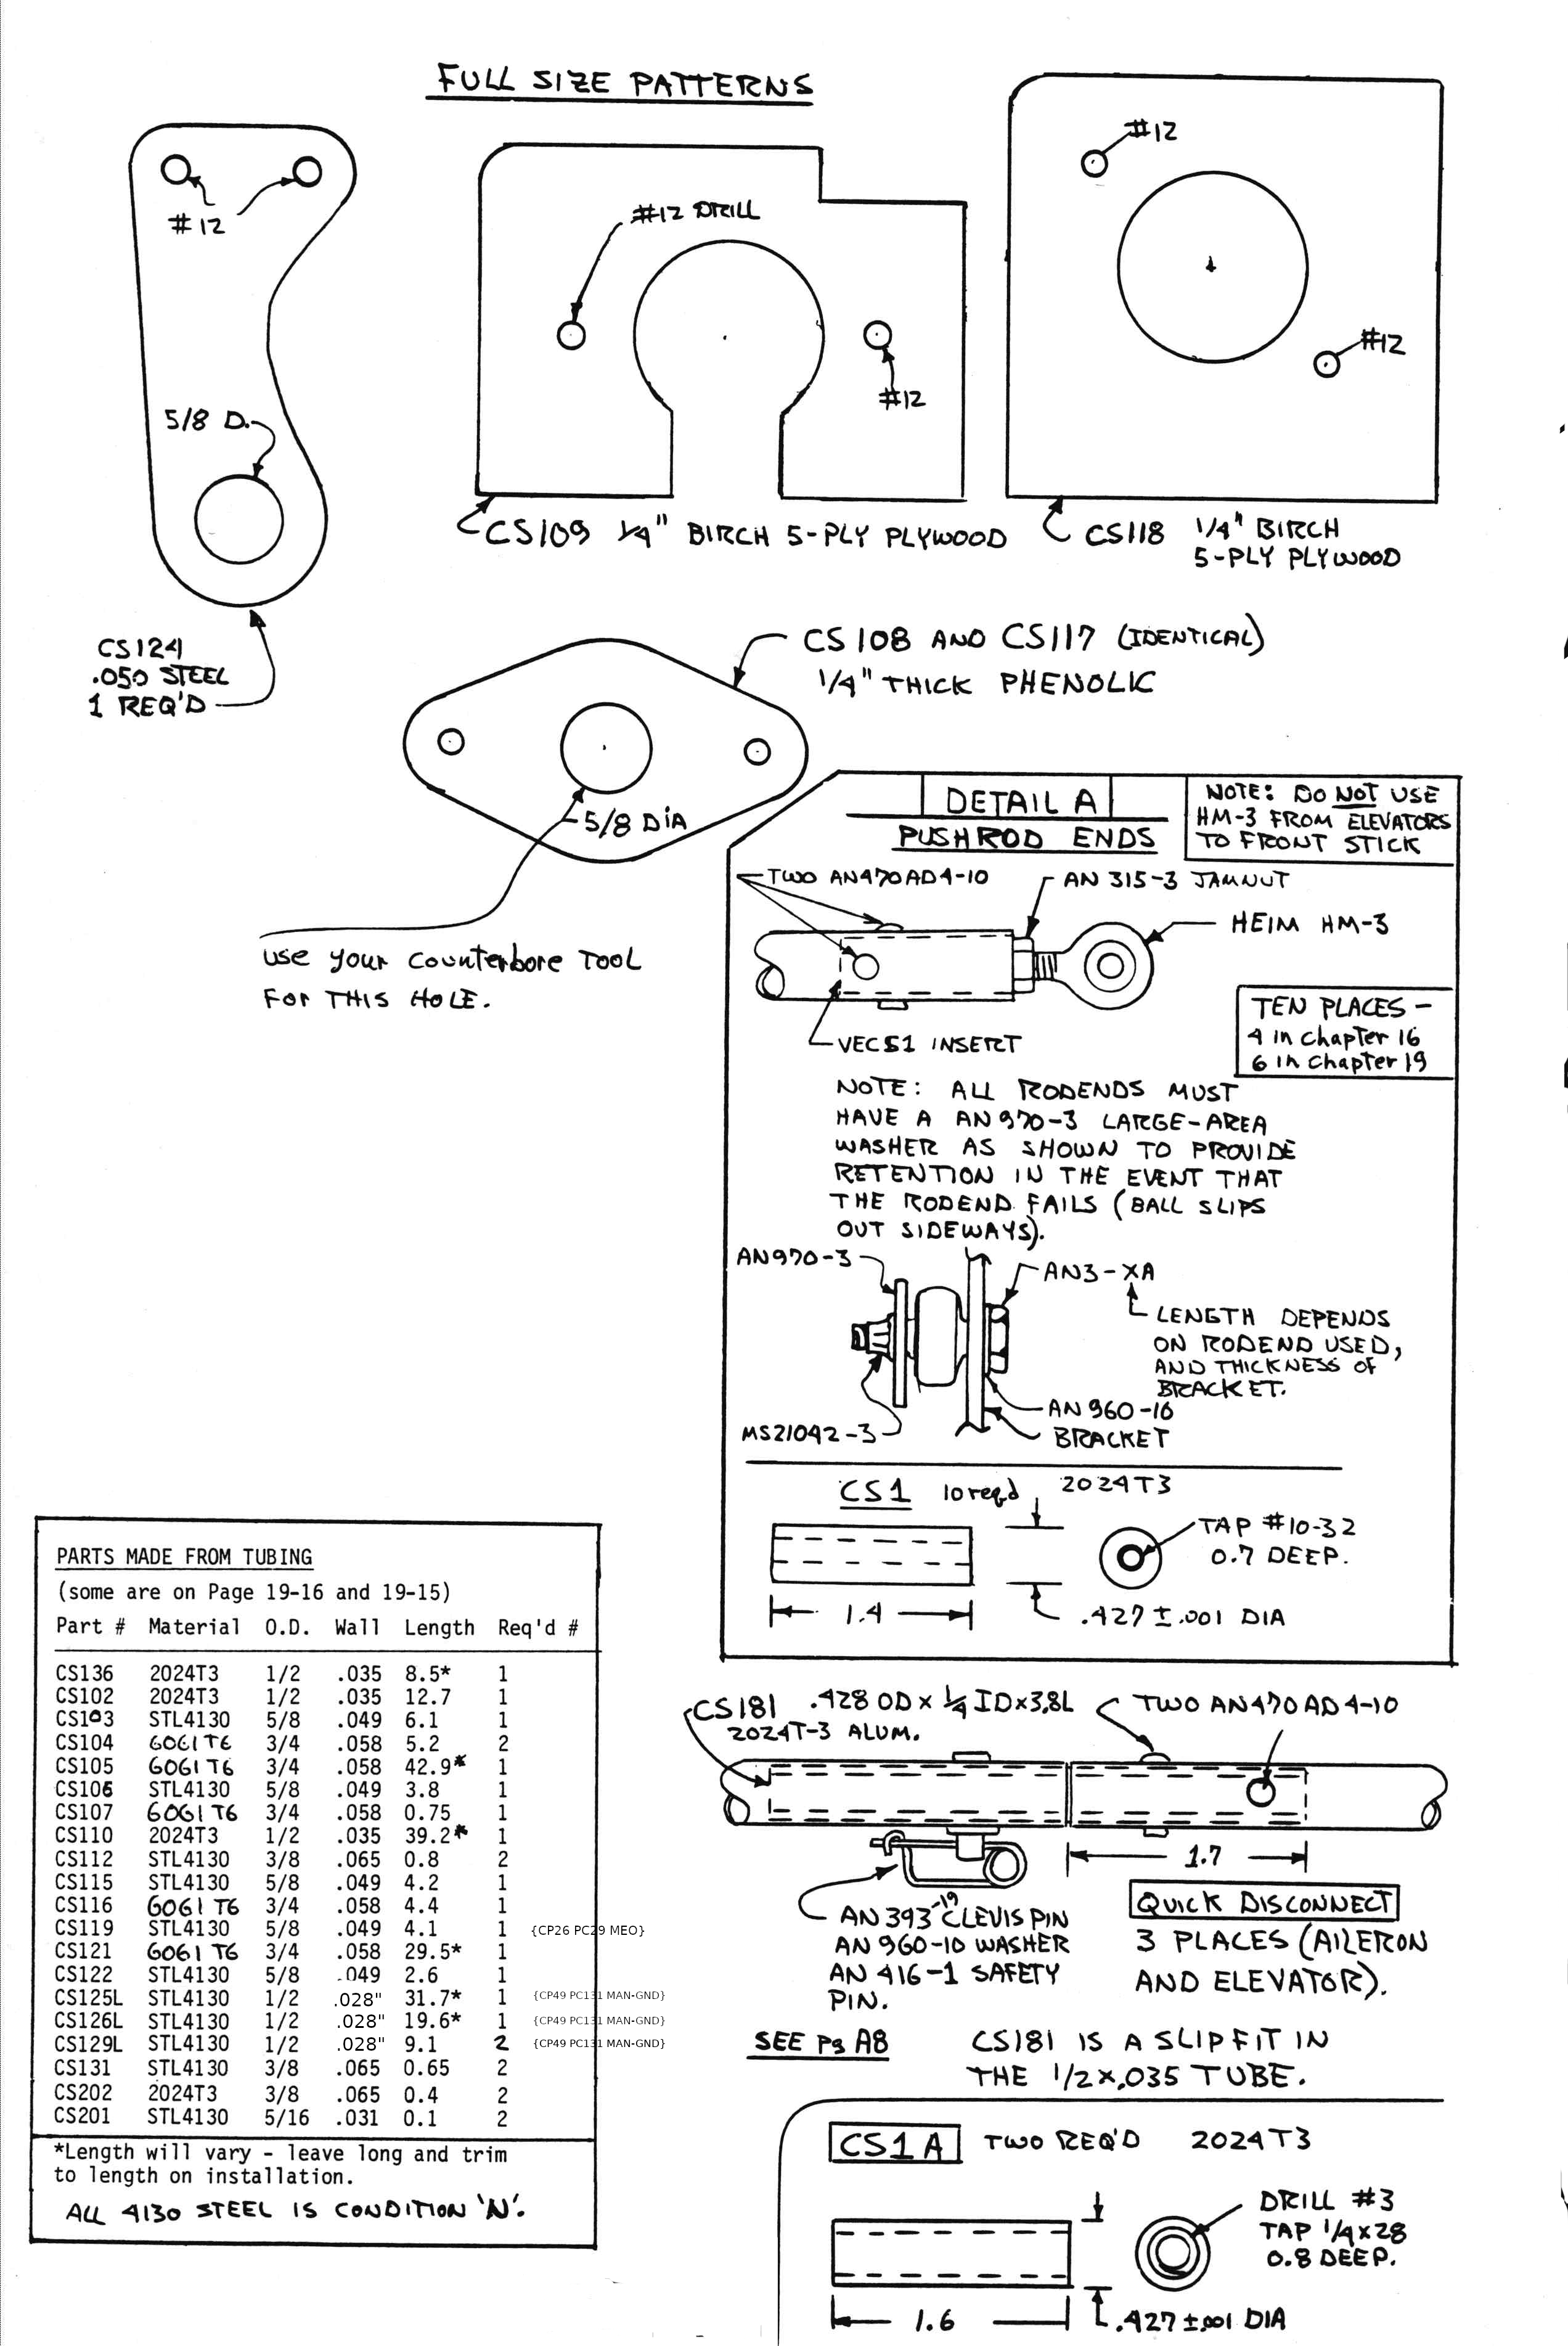 FULL SIZE PATTERNS
#12
#12 DRILL
#12
#12
#12
5/8 D.
CS109 1/4" BIRCH 5-PLY PLYWOOD
CS118 1/4" BIRCH
5-PLY PLYWOOD
CS124
.050 STEEL
1 REQ'D
CS108 AND CS117 (IDENTICAL)
1/4" THICK PHENOLIC
5/8 DIA
use your counterbore TOOL
FOR THIS HOLE.
DETAIL A
PUSHROD ENDS
NOTE: DO NOT USE
HM-3 FROM ELEVATORS
TO FRONT STICK
TWO AN470AD4-10
AN 315-3 JAMNUT
HEIM HM-3
VECS1 INSERT
TEN PLACES -
4 in chapter 16
6 in chapter 19
NOTE: ALL RODENDS MUST
HAVE A AN970-3 LARGE-AREA
WASHER AS SHOWN TO PROVIDE
RETENTION IN THE EVENT THAT
THE RODEND FAILS (BALL SLIPS
OUT SIDEWAYS).
AN970-3
AN3-XA
LENGTH DEPENDS
ON RODEND USED,
AND THICKNESS OF
BRACKET.
AN960-10
BRACKET
MS21042-3
CS1 10 req.d 2024T3
TAP #10-32
0.7 DEEP.
1.4
.427 ±.001 DIA
PARTS MADE FROM TUBING
(some are on Page 19-16 and 19-15)
Part # Material O.D. Wall Length Req'd #
CS136 2024T3 1/2 .035 8.5* 1
CS102 2024T3 1/2 .035 12.7 1
CS103 STL4130 5/8 .049 6.1 1
CS104 6061T6 3/4 .058 5.2 2
CS105 6061T6 3/4 .058 42.9* 1
CS106 STL4130 5/8 .049 3.8 1
CS107 6061T6 3/4 .058 0.75 1
CS110 2024T3 1/2 .035 39.2* 1
CS112 STL4130 3/8 .065 0.8 2
CS115 STL4130 5/8 .049 4.2 1
CS116 6061T6 3/4 .058 4.4 1
CS119 STL4130 5/8 .049 4.1 1 {CP26 PC29 MEO}
CS121 6061T6 3/4 .058 29.5* 1
CS122 STL4130 5/8 .049 2.6 1
CS125L STL4130 1/2 .028" 31.7* 1 {CP49 PC131 MAN-GND}
CS126L STL4130 1/2 .028" 19.6* 1 {CP49 PC131 MAN-GND}
CS129L STL4130 1/2 .028" 9.1 2 {CP49 PC131 MAN-GND}
CS131 STL4130 3/8 .065 0.65 2
CS202 2024T3 3/8 .065 0.4 2
CS201 STL4130 5/16 .031 0.1 2
*Length will vary - leave long and trim
to length on installation.
ALL 4130 STEEL IS CONDITION 'N'.
CS181 .428 OD x 1/4 ID x 3.8L
2024T-3 ALUM.
TWO AN470AD4-10
1.7
AN393-19 CLEVIS PIN
AN 960-10 WASHER
AN 416-1 SAFETY
PIN.
QUICK DISCONNECT
3 PLACES (AILERON
AND ELEVATOR).
SEE Pg A8
CS181 IS A SLIP FIT IN
THE 1/2x.035 TUBE.
CS1A TWO REQ'D 2024T3
DRILL #3
TAP 1/4x28
0.8 DEEP.
1.6
.427 ±.001 DIA